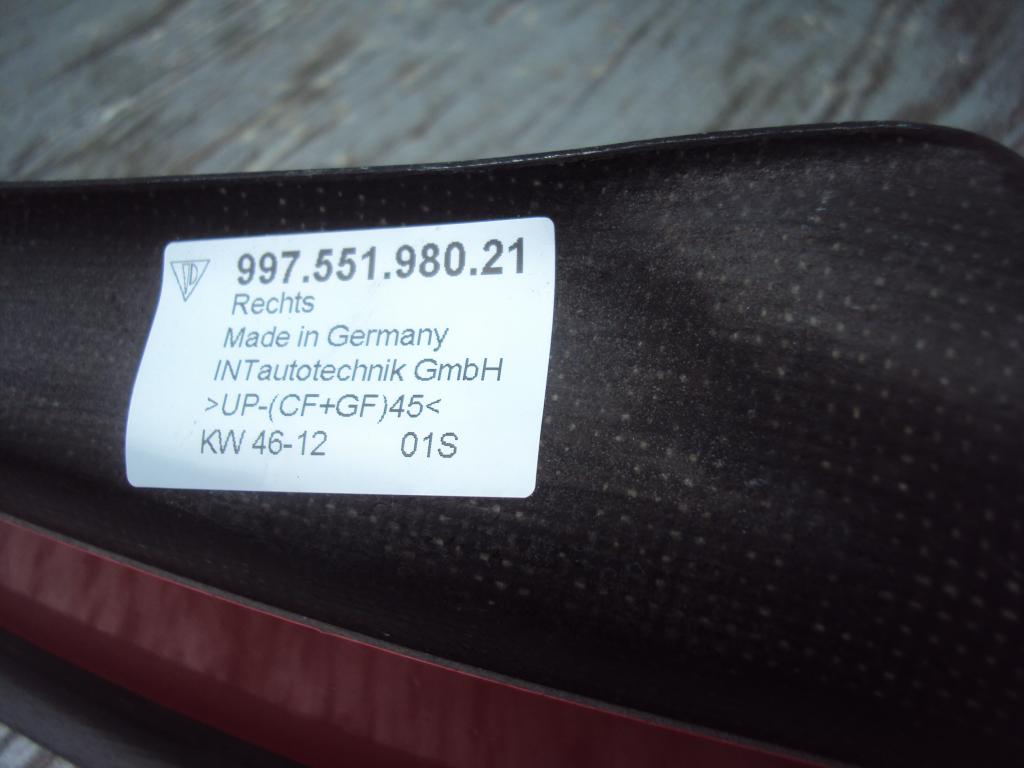 997.551.980.21
Rechts
Made in Germany
INTautotechnik GmbH
>UP-(CF+GF)45<
KW 46-12 01S